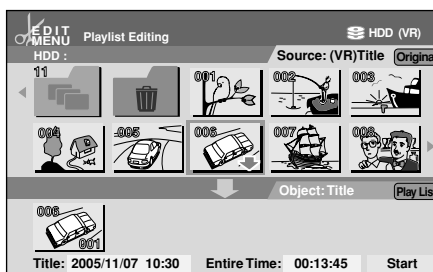 EDIT
MENU Playlist Editing HDD (VR)
HDD : Source: (VR)Title Origina
11 001 002 003
004 005 006 007 008
Object: Title Play Lis
006
001
Title: 2005/11/07 10:30 Entire Time: 00:13:45 Start